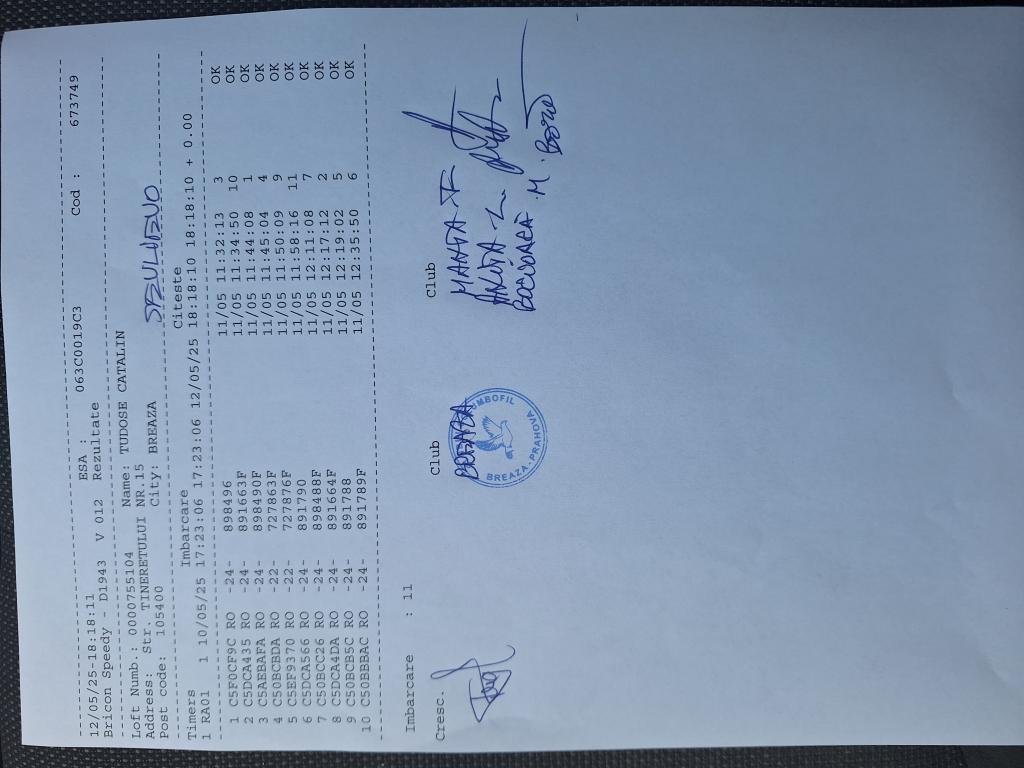 12/05/25-18:18:11 ESA : 063C0019C3 Cod : 673749
Bricon Speedy - D1943 V 012 Rezultate
Loft Numb.: 0000755104 Name: TUDOSE CATALIN
Address: Str. TINERETULUI NR.15
Post code: 105400 City: BREAZA
Timers Imbarcare Citeste
1 RA01 1 10/05/25 17:23:06 17:23:06 12/05/25 18:18:10 18:18:10 + 0.00
1 C5F0CF9C RO -24- 898496 11/05 11:32:13 3 OK
2 C5DCA435 RO -24- 891663F 11/05 11:34:50 10 OK
3 C5AEBAFA RO -24- 898490F 11/05 11:44:08 1 OK
4 C50BCBDA RO -22- 727863F 11/05 11:45:04 4 OK
5 C5EF9370 RO -22- 727876F 11/05 11:50:09 9 OK
6 C5DCA566 RO -24- 891790 11/05 11:58:16 11 OK
7 C50BCC26 RO -24- 898488F 11/05 12:11:08 7 OK
8 C5DCA4DA RO -24- 891664F 11/05 12:17:12 2 OK
9 C50BCB5C RO -24- 891788 11/05 12:19:02 5 OK
10 C50BBBAC RO -24- 891789F 11/05 12:35:50 6 OK
Imbarcare : 11
Cresc. Club Club
BREAZA
BREAZA-PRAHOVA
MANTA F
ANITA L
M.